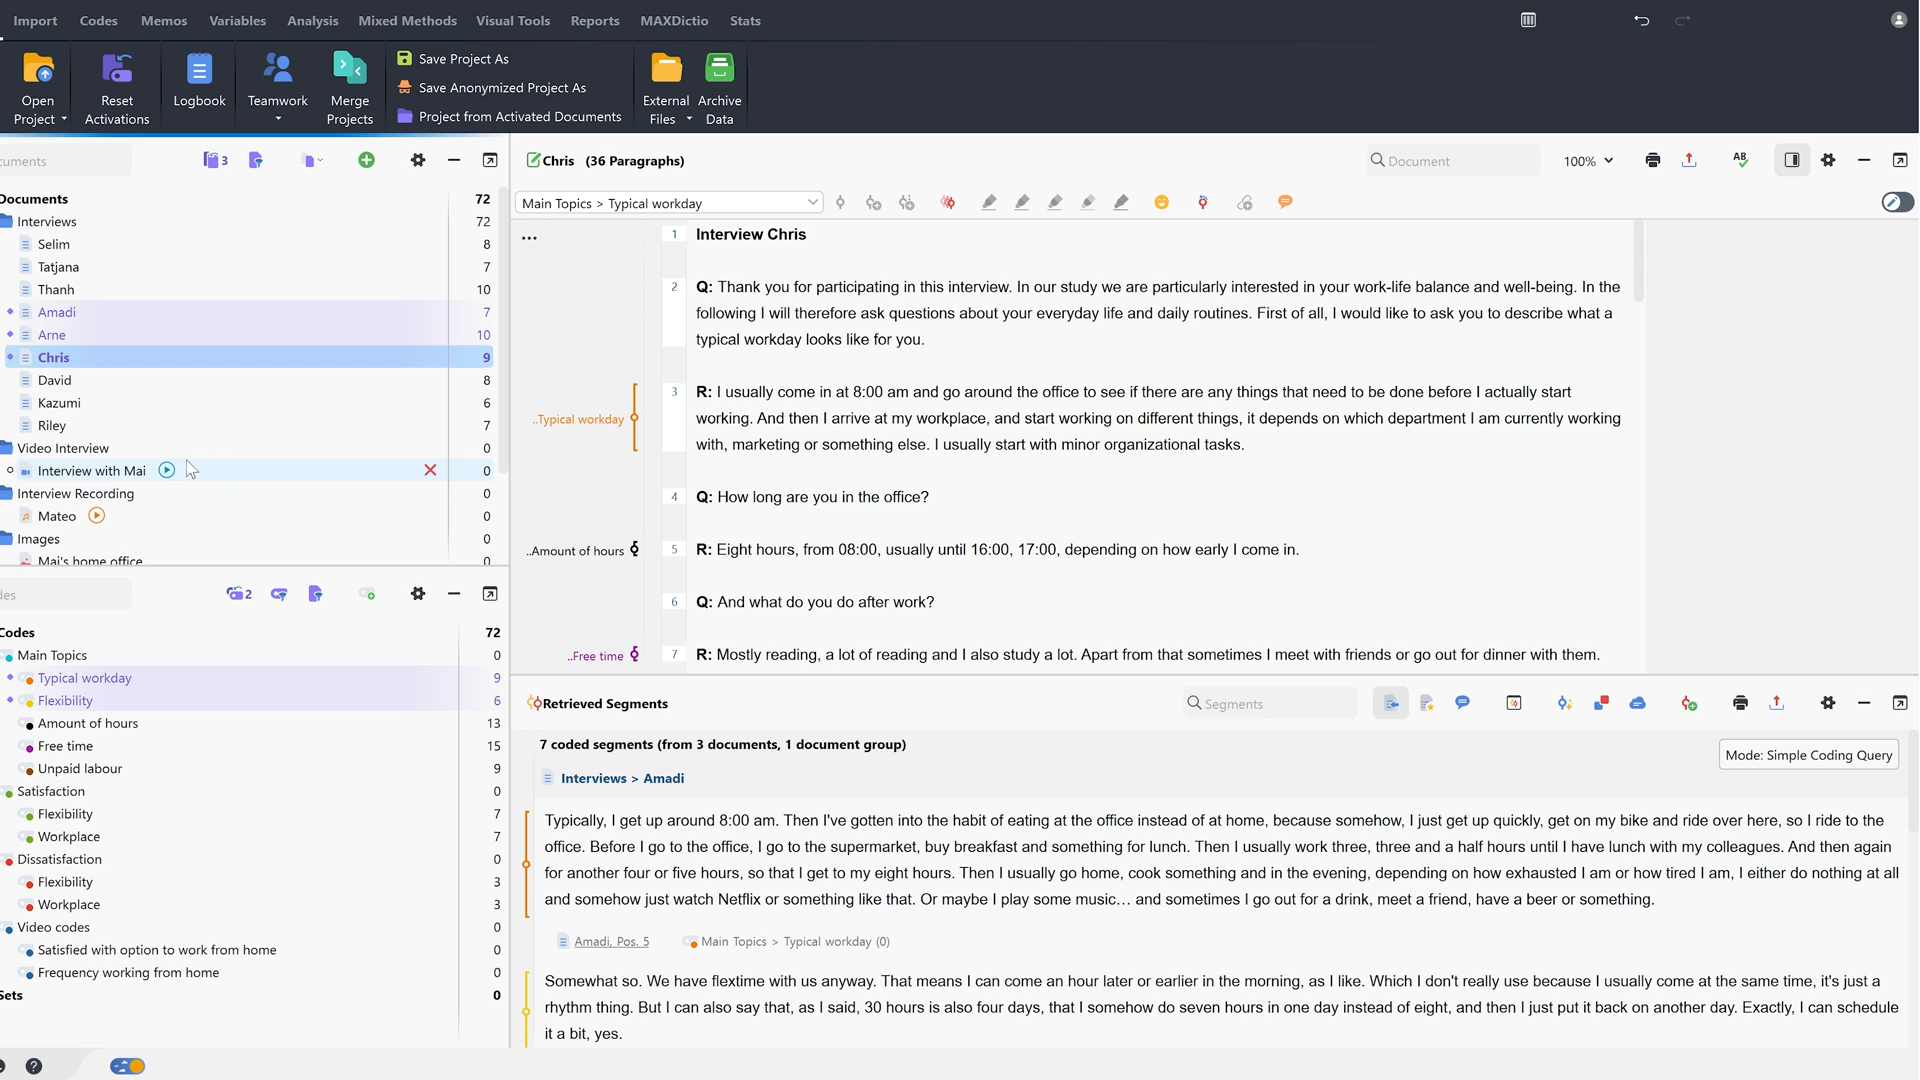 Import Codes Memos Variables Analysis Mixed Methods Visual Tools Reports MAXDictio Stats
Open Project
Reset Activations
Logbook
Teamwork
Merge Projects
Save Project As
Save Anonymized Project As
Project from Activated Documents
External Files
Archive Data
cuments
3
Documents 72
Interviews 72
Selim 8
Tatjana 7
Thanh 10
Amadi 7
Arne 10
Chris 9
David 8
Kazumi 6
Riley 7
Video Interview 0
Interview with Mai 0
Interview Recording 0
Mateo 0
Images 0
Mai's home office 0
des
2
Codes 72
Main Topics 0
Typical workday 9
Flexibility 6
Amount of hours 13
Free time 15
Unpaid labour 9
Satisfaction 0
Flexibility 7
Workplace 7
Dissatisfaction 0
Flexibility 3
Workplace 3
Video codes 0
Satisfied with option to work from home 0
Frequency working from home 0
Sets 0
Chris (36 Paragraphs)
Document
100%
AB
Main Topics > Typical workday
...
1 Interview Chris
2 Q: Thank you for participating in this interview. In our study we are particularly interested in your work-life balance and well-being. In the
following I will therefore ask questions about your everyday life and daily routines. First of all, I would like to ask you to describe what a
typical workday looks like for you.
3 R: I usually come in at 8:00 am and go around the office to see if there are any things that need to be done before I actually start
..Typical workday
working. And then I arrive at my workplace, and start working on different things, it depends on which department I am currently working
with, marketing or something else. I usually start with minor organizational tasks.
4 Q: How long are you in the office?
..Amount of hours 5 R: Eight hours, from 08:00, usually until 16:00, 17:00, depending on how early I come in.
6 Q: And what do you do after work?
..Free time 7 R: Mostly reading, a lot of reading and I also study a lot. Apart from that sometimes I meet with friends or go out for dinner with them.
Retrieved Segments
Segments
7 coded segments (from 3 documents, 1 document group)
Mode: Simple Coding Query
Interviews > Amadi
Typically, I get up around 8:00 am. Then I've gotten into the habit of eating at the office instead of at home, because somehow, I just get up quickly, get on my bike and ride over here, so I ride to the
office. Before I go to the office, I go to the supermarket, buy breakfast and something for lunch. Then I usually work three, three and a half hours until I have lunch with my colleagues. And then again
for another four or five hours, so that I get to my eight hours. Then I usually go home, cook something and in the evening, depending on how exhausted I am or how tired I am, I either do nothing at all
and somehow just watch Netflix or something like that. Or maybe I play some music… and sometimes I go out for a drink, meet a friend, have a beer or something.
Amadi, Pos. 5 Main Topics > Typical workday (0)
Somewhat so. We have flextime with us anyway. That means I can come an hour later or earlier in the morning, as I like. Which I don't really use because I usually come at the same time, it's just a
rhythm thing. But I can also say that, as I said, 30 hours is also four days, that I somehow do seven hours in one day instead of eight, and then I just put it back on another day. Exactly, I can schedule
it a bit, yes.